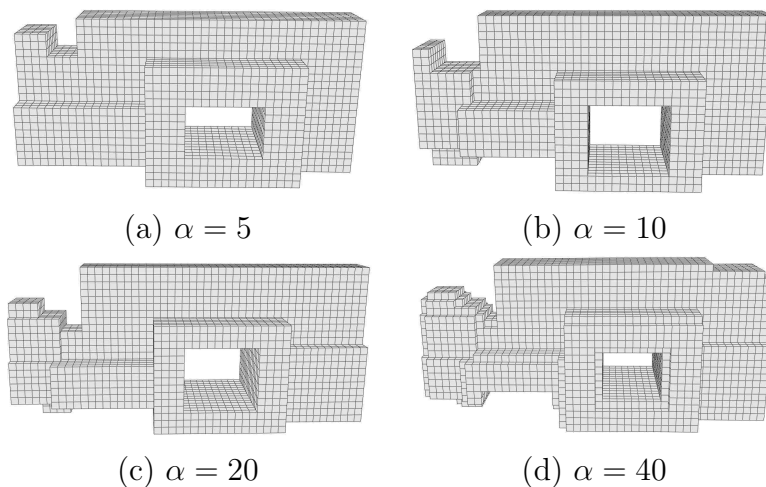 (a) α = 5
(b) α = 10
(c) α = 20
(d) α = 40